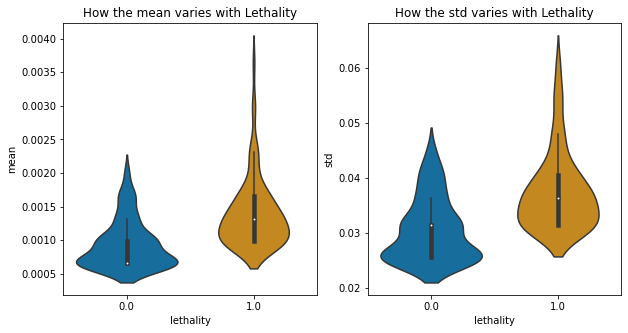 How the mean varies with Lethality
0.0040
0.0035
0.0030
0.0025
0.0020
0.0015
0.0010
0.0005
mean
0.0
1.0
lethality
How the std varies with Lethality
0.06
0.05
0.04
0.03
0.02
std
0.0
1.0
lethality